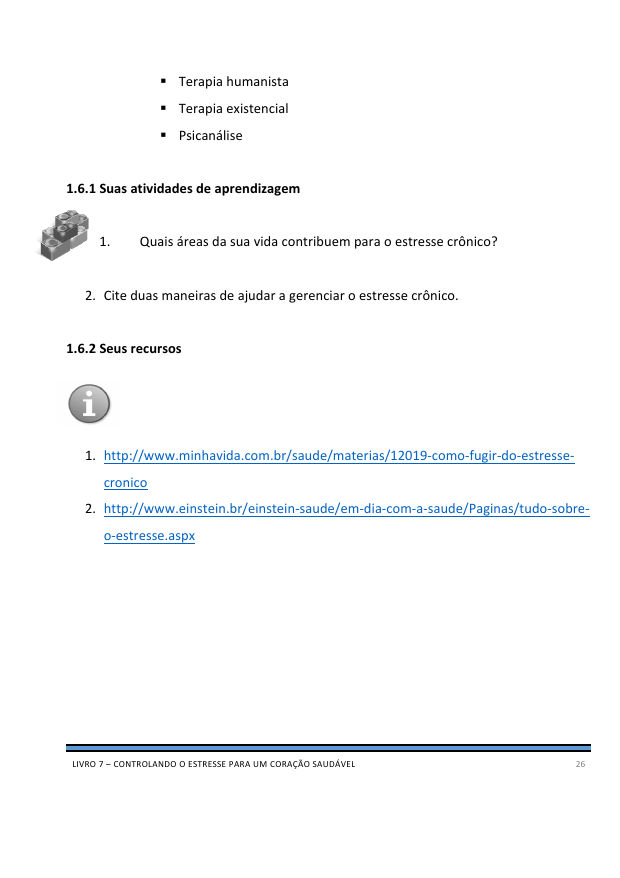 ▪ Terapia humanista
▪ Terapia existencial
▪ Psicanálise
1.6.1 Suas atividades de aprendizagem
1. Quais áreas da sua vida contribuem para o estresse crônico?
2. Cite duas maneiras de ajudar a gerenciar o estresse crônico.
1.6.2 Seus recursos
i
1. http://www.minhavida.com.br/saude/materias/12019-como-fugir-do-estresse-
cronico
2. http://www.einstein.br/einstein-saude/em-dia-com-a-saude/Paginas/tudo-sobre-
o-estresse.aspx
LIVRO 7 – CONTROLANDO O ESTRESSE PARA UM CORAÇÃO SAUDÁVEL 26